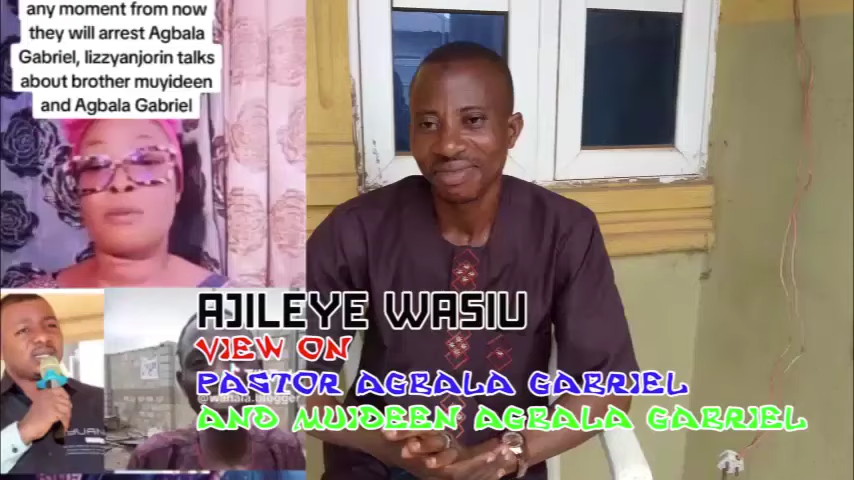 any moment from now
they will arrest Agbala
Gabriel, lizzyanjorin talks
about brother muyideen
and Agbala Gabriel
AJILEYE WASIU
VIEW ON
PASTOR AGBALA GABRIEL
@wahala.blogger
AND MUIDEEN AGBALA GABRIEL